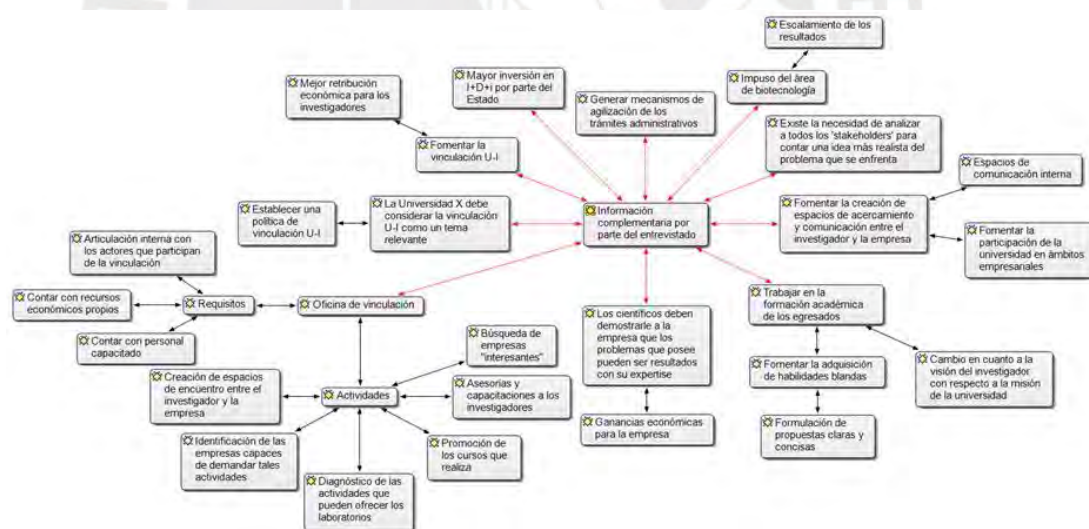 Escalamiento de los
resultados
Mejor retribución
económica para los
investigadores
Mayor inversión en
I+D+i por parte del
Estado
Generar mecanismos de
agilización de los
trámites administrativos
Impuso del área
de biotecnología
Existe la necesidad de analizar
a todos los 'stakeholders' para
contar una idea más realista del
problema que se enfrenta
Fomentar la
vinculación U-I
Espacios de
comunicación interna
Establecer una
política de
vinculación U-I
La Universidad X debe
considerar la vinculación
U-I como un tema
relevante
Información
complementaria por
parte del entrevistado
Fomentar la creación de
espacios de acercamiento
y comunicación entre el
investigador y la empresa
Fomentar la
participación de la
universidad en ámbitos
empresariales
Articulación interna con
los actores que participan
de la vinculación
Contar con recursos
económicos propios
Requisitos
Oficina de vinculación
Contar con personal
capacitado
Los científicos deben
demostrarle a la
empresa que los
problemas que posee
pueden ser resultados
con su expertise
Trabajar en la
formación académica
de los egresados
Búsqueda de
empresas
"interesantes"
Creación de espacios
de encuentro entre el
investigador y la
empresa
Actividades
Asesorías y
capacitaciones a los
investigadores
Fomentar la adquisición
de habilidades blandas
Cambio en cuanto a la
visión del investigador
con respecto a la misión
de la universidad
Identificación de las
empresas capaces
de demandar tales
actividades
Diagnóstico de las
actividades que
pueden ofrecer los
laboratorios
Promoción de
los cursos que
realiza
Ganancias económicas
para la empresa
Formulación de
propuestas claras y
concisas